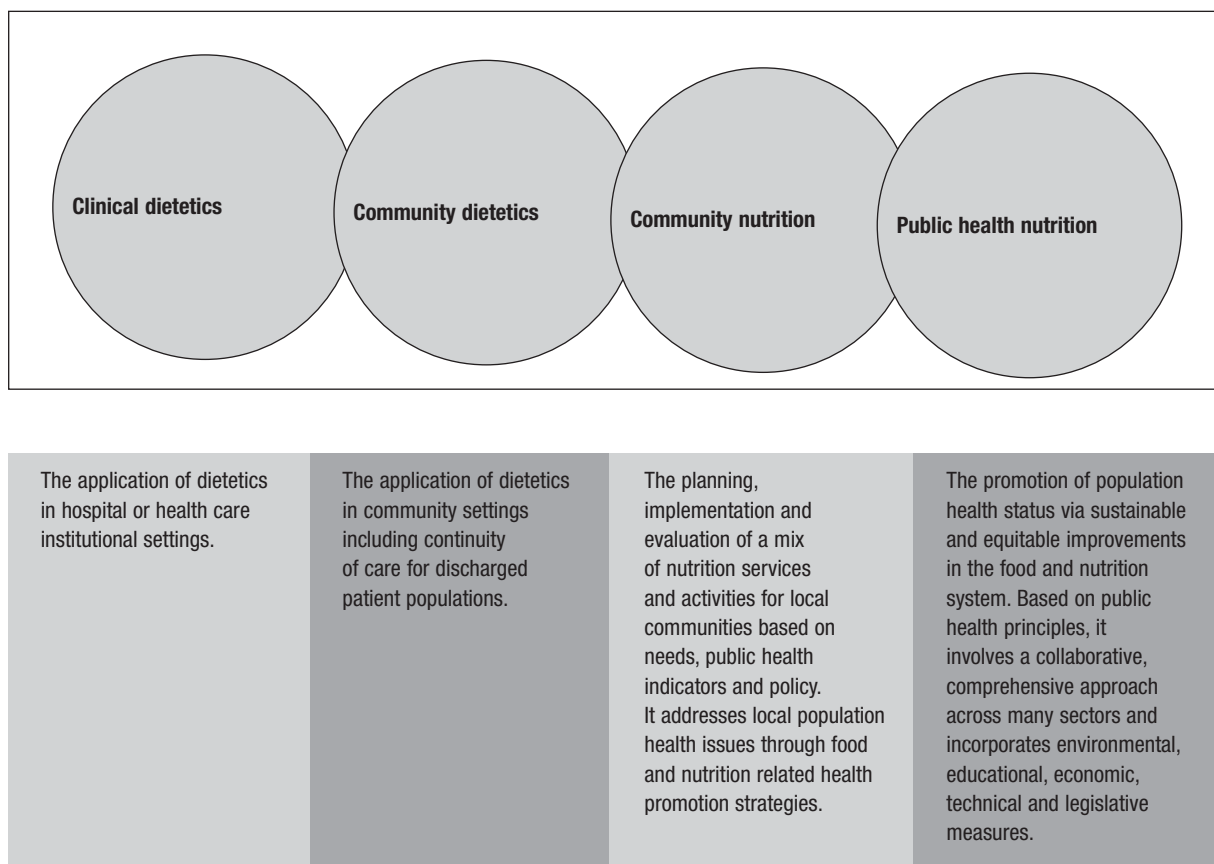 Clinical dietetics
Community dietetics
Community nutrition
Public health nutrition
The application of dietetics
in hospital or health care
institutional settings.
The application of dietetics
in community settings
including continuity
of care for discharged
patient populations.
The planning,
implementation and
evaluation of a mix
of nutrition services
and activities for local
communities based on
needs, public health
indicators and policy.
It addresses local population
health issues through food
and nutrition related health
promotion strategies.
The promotion of population
health status via sustainable
and equitable improvements
in the food and nutrition
system. Based on public
health principles, it
involves a collaborative,
comprehensive approach
across many sectors and
incorporates environmental,
educational, economic,
technical and legislative
measures.